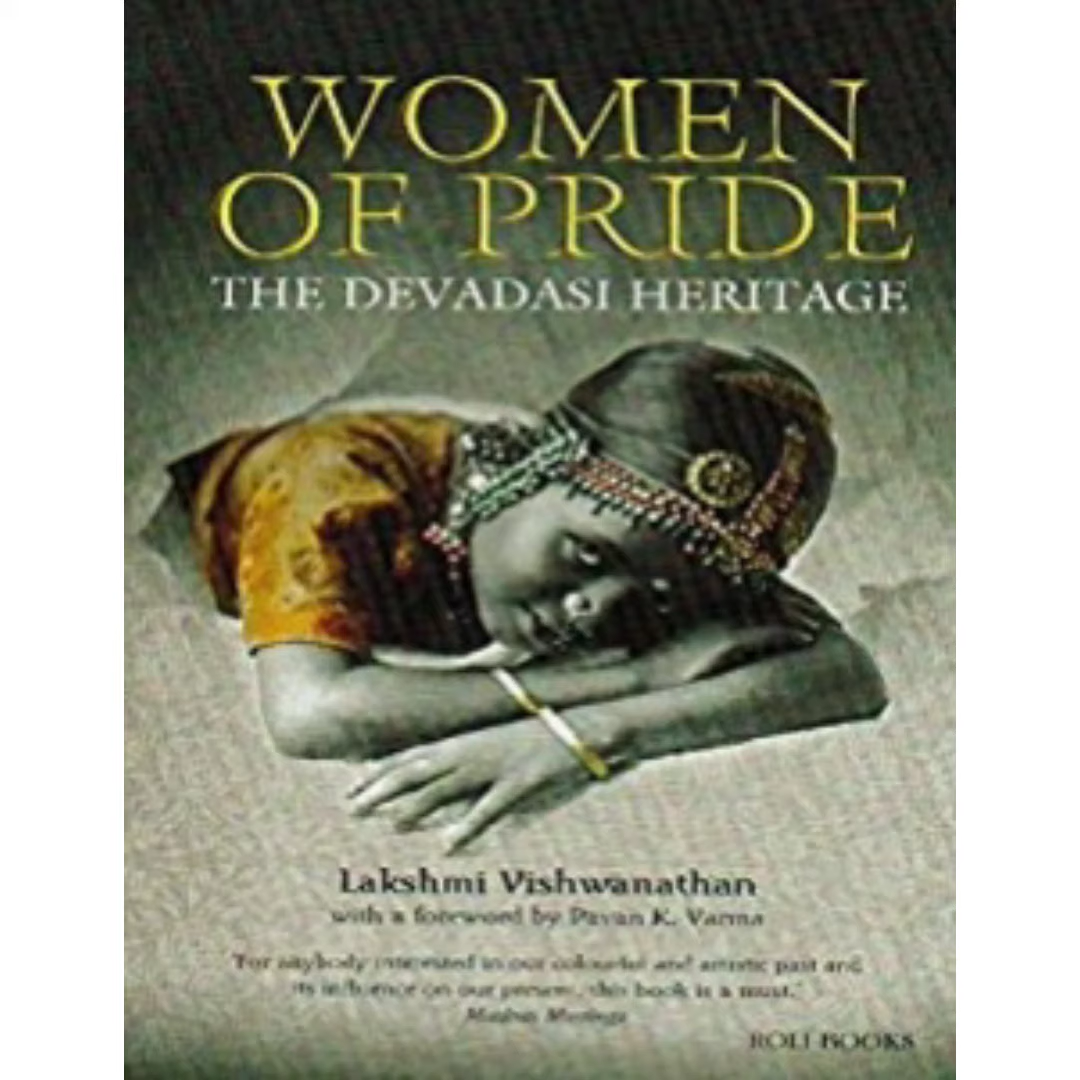 WOMEN
OF PRIDE
THE DEVADASI HERITAGE
Lakshmi Vishwanathan
with a foreword by Pavan K. Varma
'For anybody interested in our colourful and artistic past and
its influence on our present, this book is a must.'
Madras Musings
ROLI BOOKS